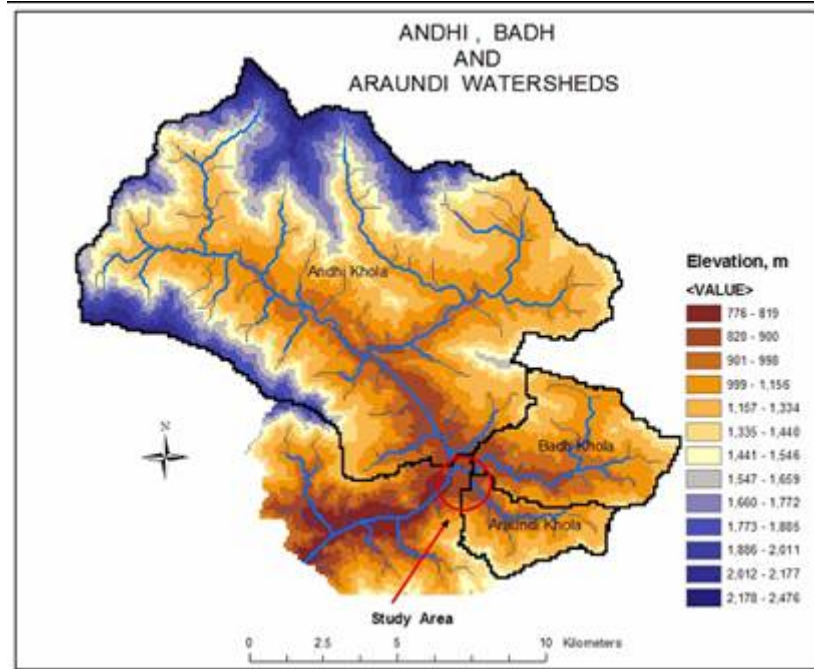 ANDHI , BADH
AND
ARAUNDI WATERSHEDS
Andhi Khola
Elevation, m
<VALUE>
776 - 819
820 - 900
901 - 998
999 - 1,156
1,157 - 1,334
1,335 - 1,440
1,441 - 1,546
1,547 - 1,659
1,660 - 1,772
1,773 - 1,885
1,886 - 2,011
2,012 - 2,177
2,178 - 2,476
N
Badh Khola
Araundi Khola
Study Area
0 2.5 5 10 Kilometers